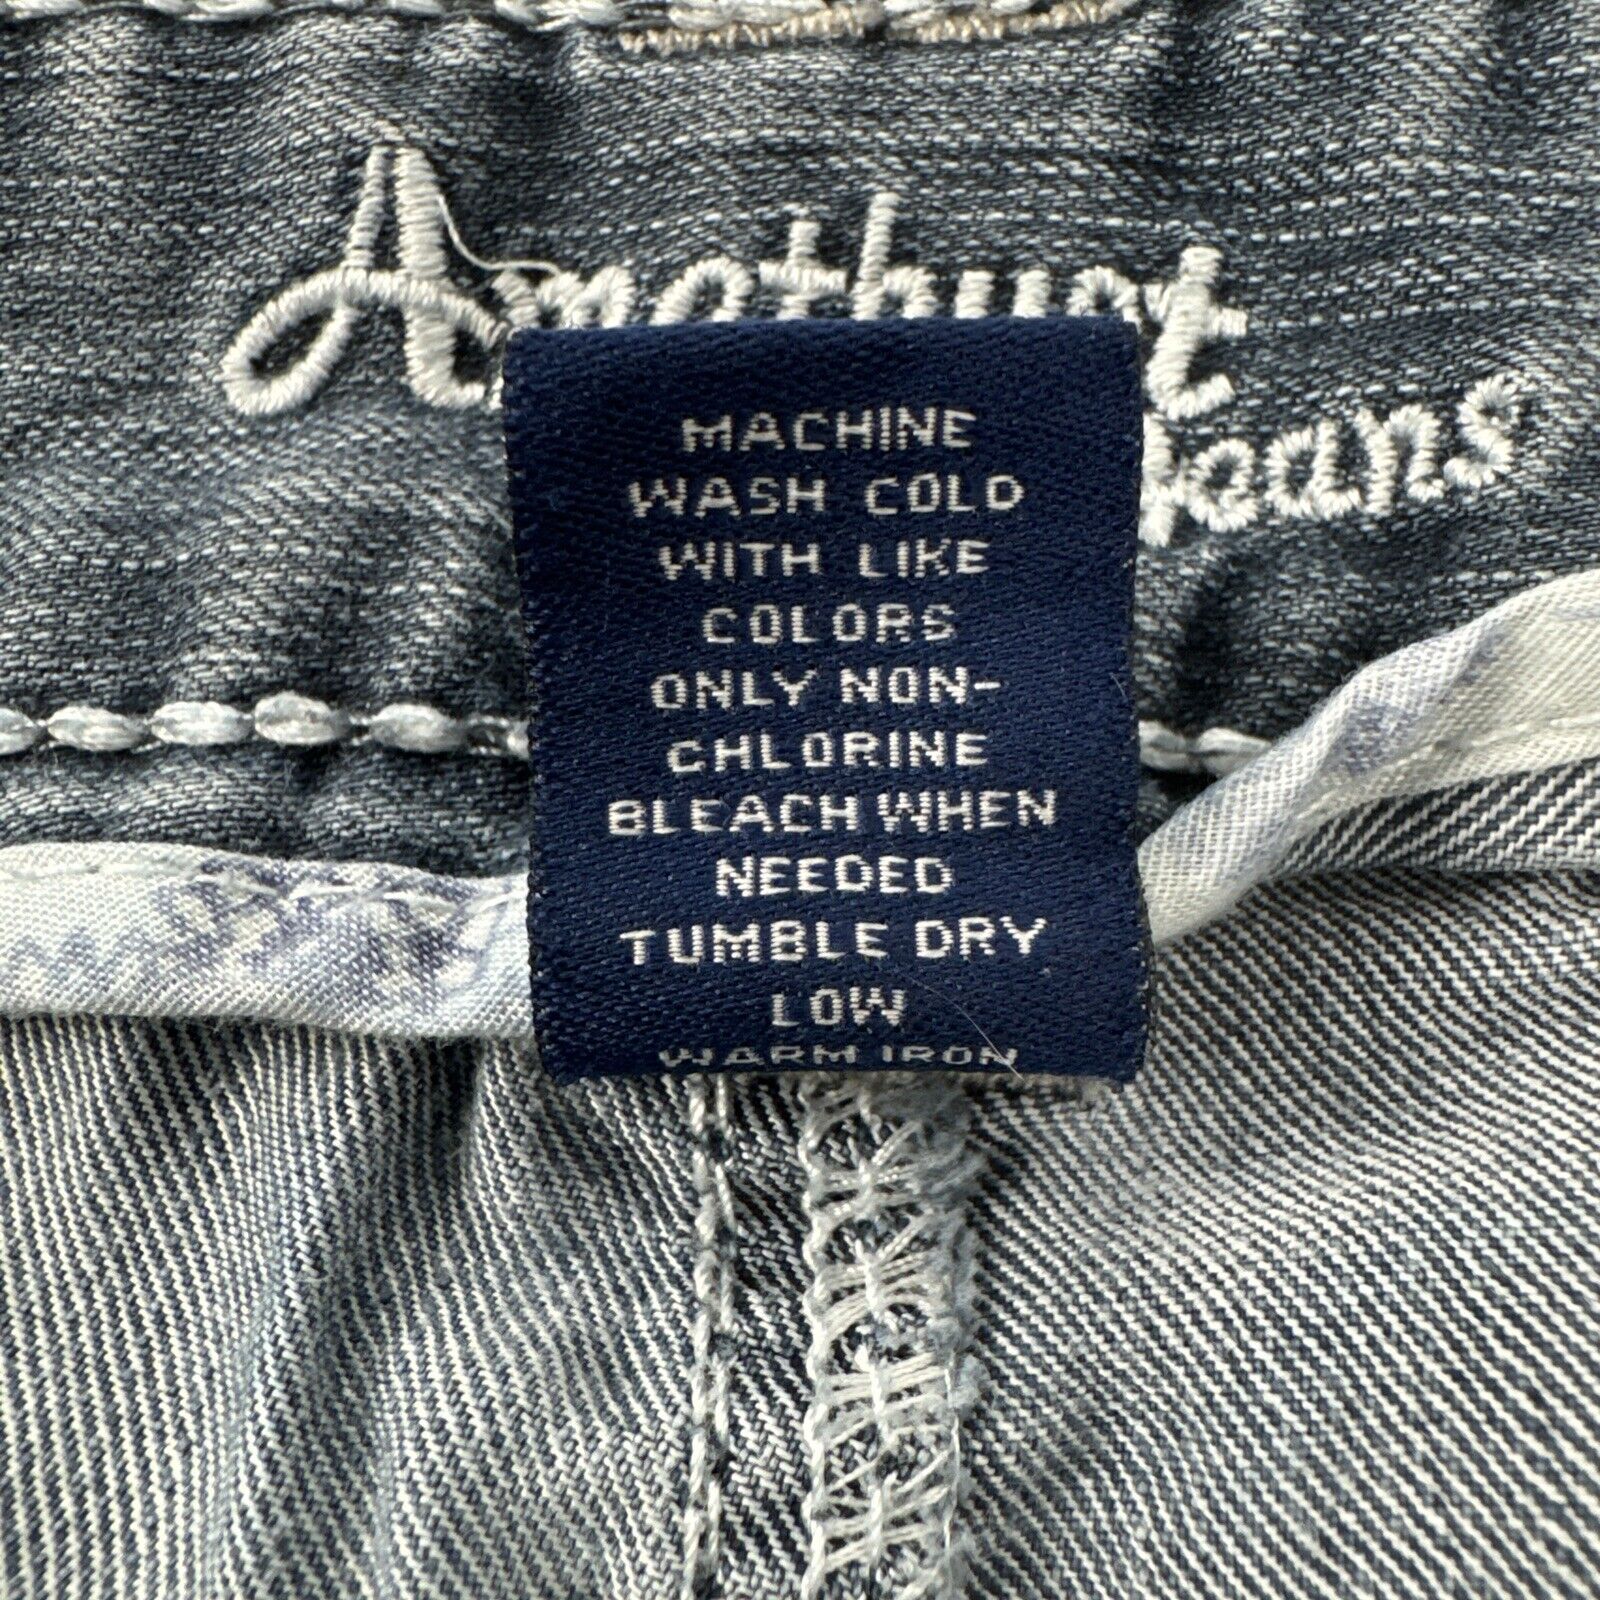 Amethyst
jeans
MACHINE
WASH COLD
WITH LIKE
COLORS
ONLY NON-
CHLORINE
BLEACH WHEN
NEEDED
TUMBLE DRY
LOW
WARM IRON